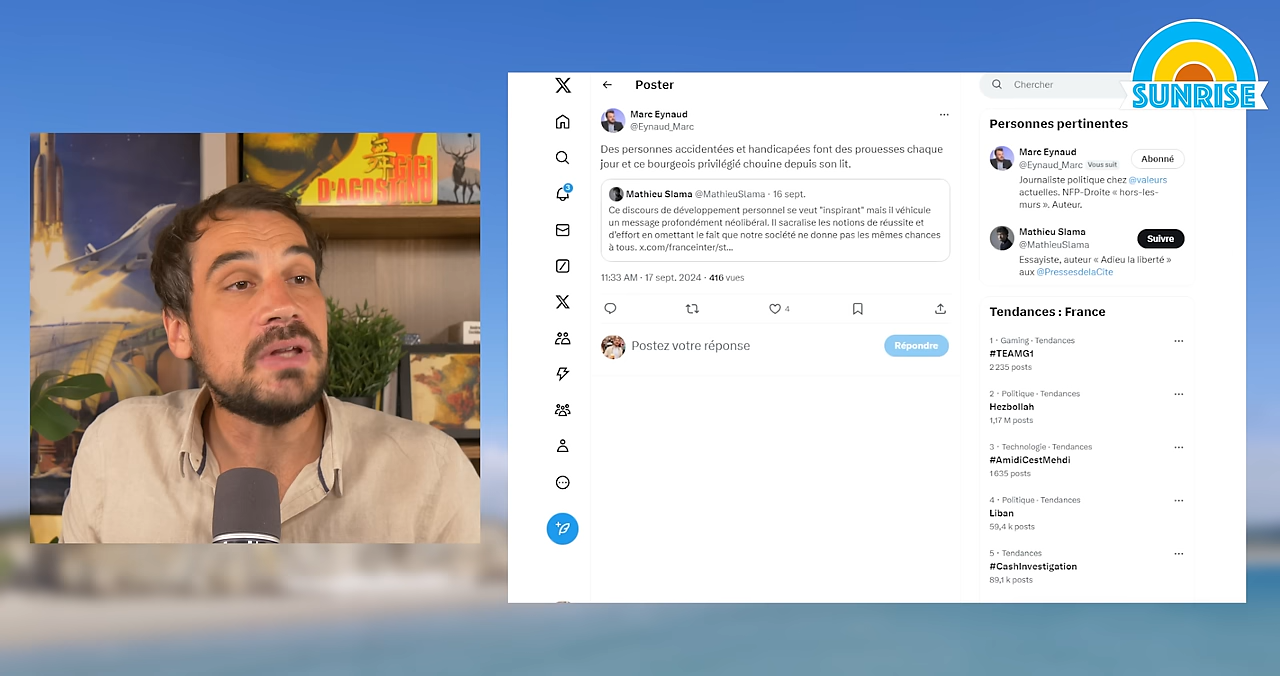 GiGi
D'AGOSTINO
SUNRISE
Poster
Marc Eynaud
@Eynaud_Marc
Des personnes accidentées et handicapées font des prouesses chaque
jour et ce bourgeois privilégié chouine depuis son lit.
Mathieu Slama @MathieuSlama · 16 sept.
Ce discours de développement personnel se veut "inspirant" mais il véhicule
un message profondément néolibéral. Il sacralise les notions de réussite et
d'effort en omettant le fait que notre société ne donne pas les mêmes chances
à tous. x.com/franceinter/st...
11:33 AM · 17 sept. 2024 · 416 vues
4
Postez votre réponse
Répondre
3
Chercher
Personnes pertinentes
Marc Eynaud
@Eynaud_Marc Vous suit
Abonné
Journaliste politique chez @valeurs
actuelles. NFP-Droite « hors-les-
murs ». Auteur.
Mathieu Slama
@MathieuSlama
Suivre
Essayiste, auteur « Adieu la liberté »
aux @PressesdelaCite
Tendances : France
1 · Gaming · Tendances
#TEAMG1
2 235 posts
2 · Politique · Tendances
Hezbollah
1,17 M posts
3 · Technologie · Tendances
#AmidiCestMehdi
1 635 posts
4 · Politique · Tendances
Liban
59,4 k posts
5 · Tendances
#CashInvestigation
89,1 k posts